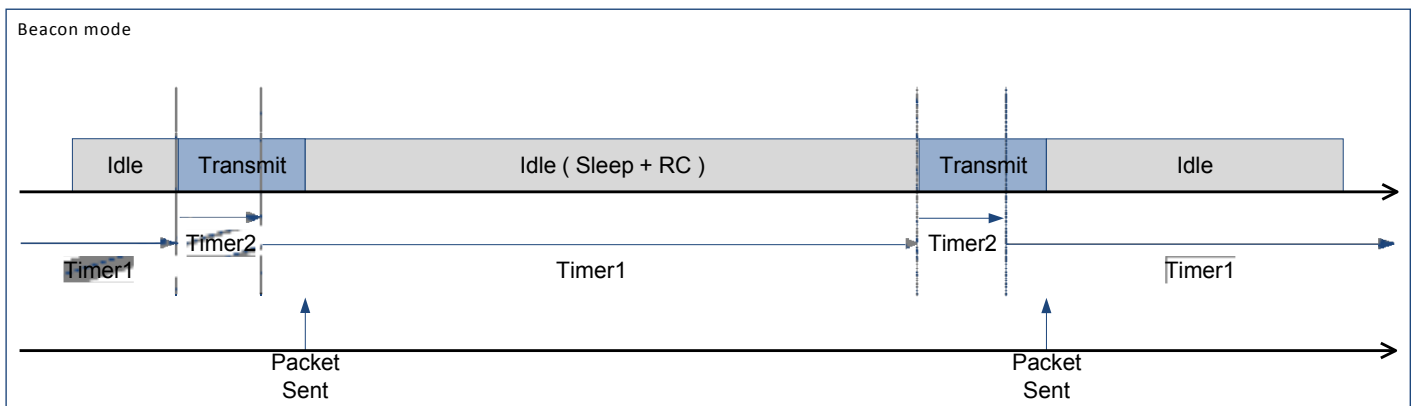 Beacon mode
Idle
Transmit
Idle ( Sleep + RC )
Transmit
Idle
Timer2
Timer2
Timer1
Timer1
Timer1
Packet
Sent
Packet
Sent